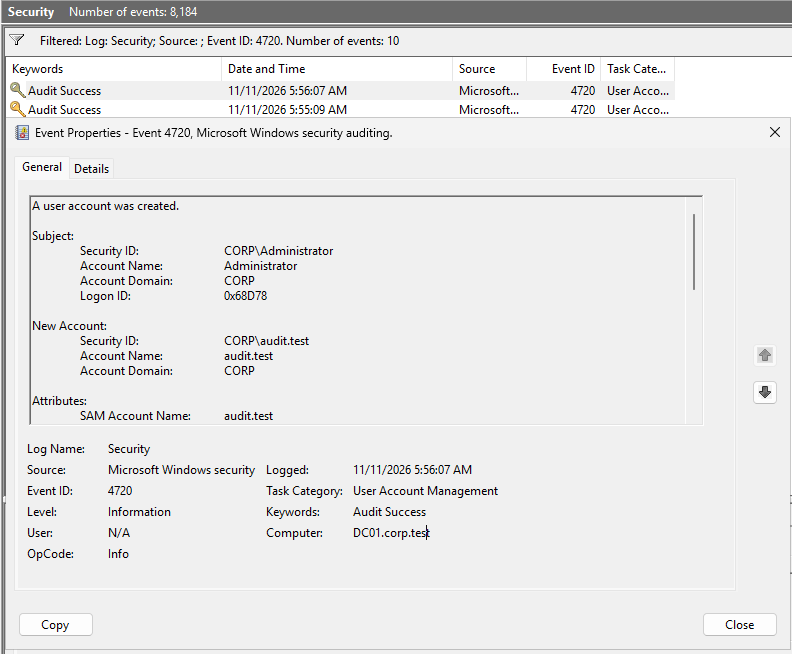 Security Number of events: 8,184
Filtered: Log: Security; Source: ; Event ID: 4720. Number of events: 10
Keywords Date and Time Source Event ID Task Cate...
Audit Success 11/11/2026 5:56:07 AM Microsoft... 4720 User Acco...
Audit Success 11/11/2026 5:55:09 AM Microsoft... 4720 User Acco...
Event Properties - Event 4720, Microsoft Windows security auditing.
General Details
A user account was created.
Subject:
Security ID: CORP\Administrator
Account Name: Administrator
Account Domain: CORP
Logon ID: 0x68D78
New Account:
Security ID: CORP\audit.test
Account Name: audit.test
Account Domain: CORP
Attributes:
SAM Account Name: audit.test
Log Name: Security
Source: Microsoft Windows security Logged: 11/11/2026 5:56:07 AM
Event ID: 4720 Task Category: User Account Management
Level: Information Keywords: Audit Success
User: N/A Computer: DC01.corp.test
OpCode: Info
Copy Close